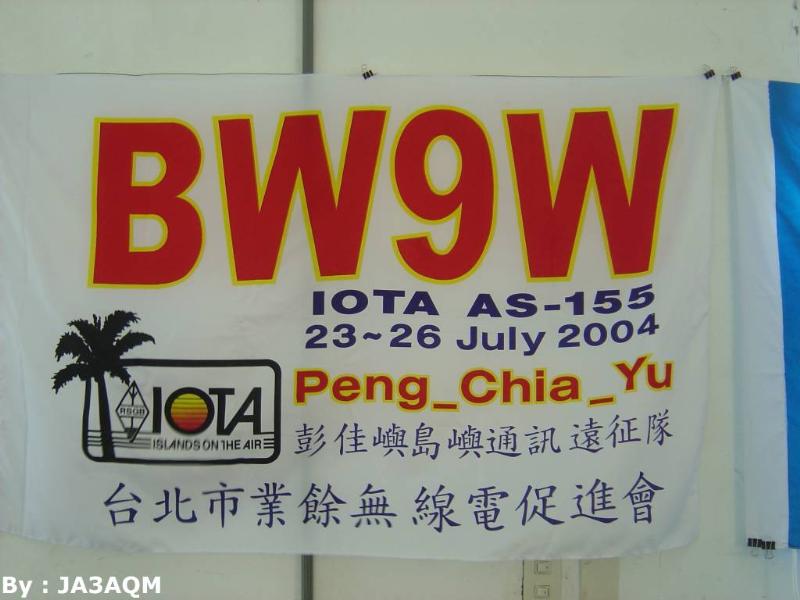 BW9W
IOTA AS-155
23~26 July 2004
Peng_Chia_Yu
RSGB
IOTA
ISLANDS ON THE AIR
彭佳嶼島嶼通訊遠征隊
台北市業餘無線電促進會
By : JA3AQM